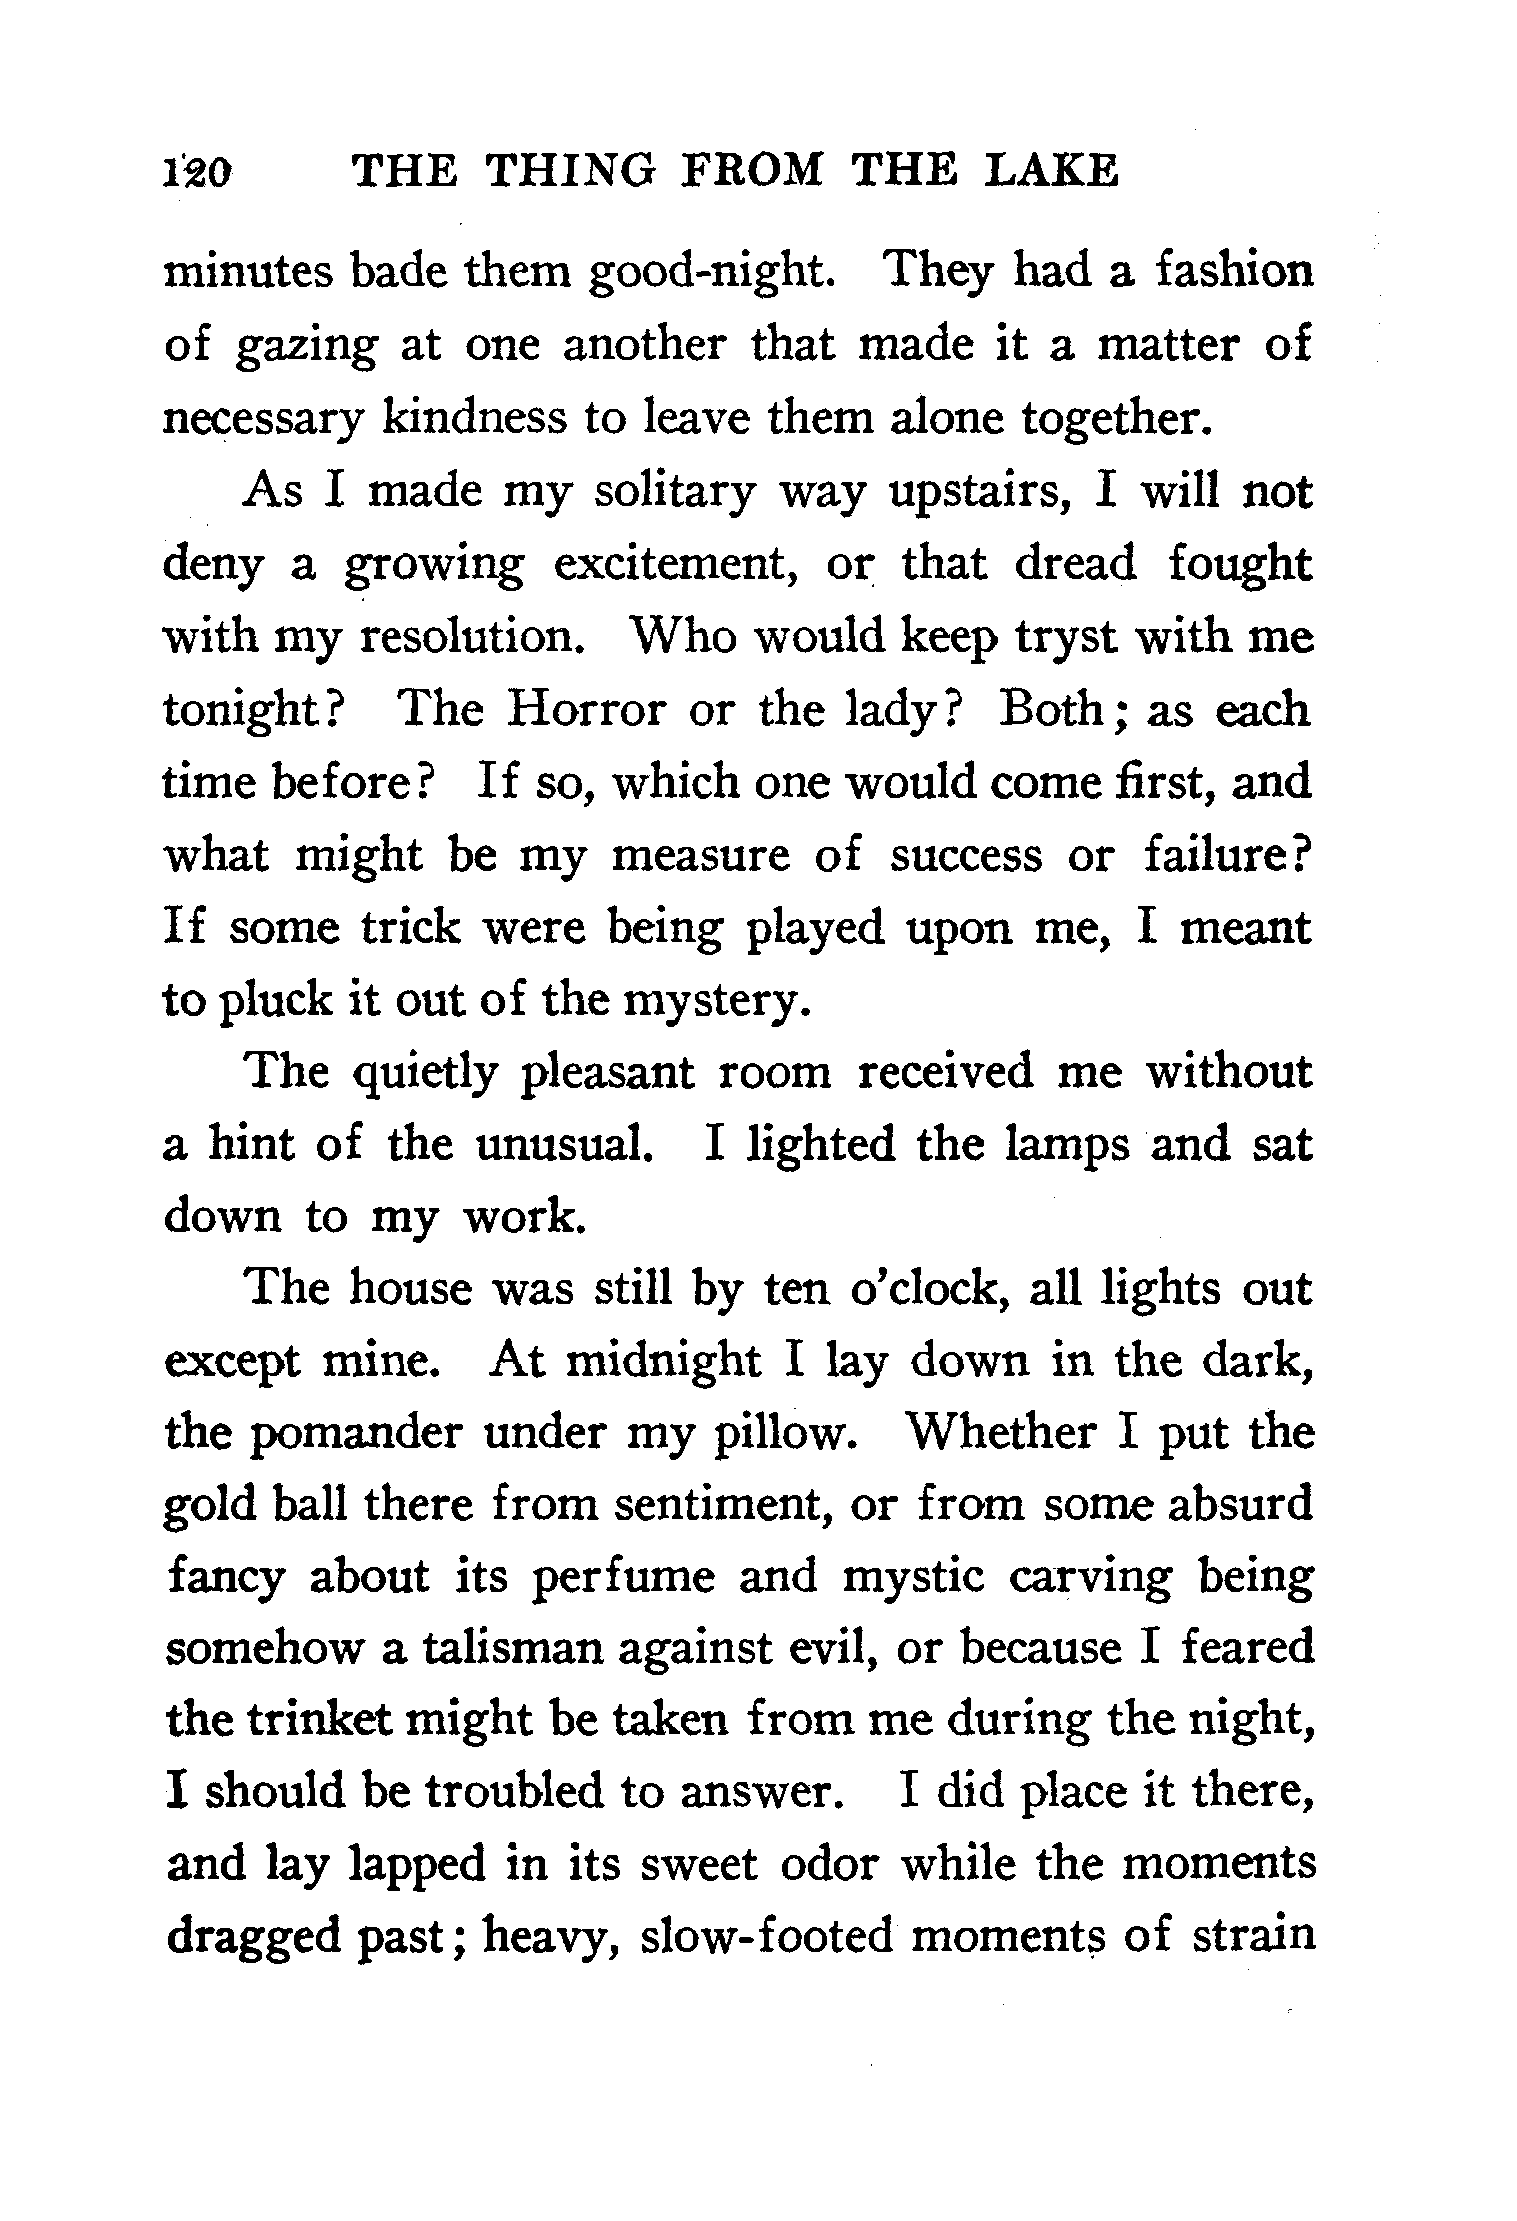 120 THE THING FROM THE LAKE
minutes bade them good-night. They had a fashion
of gazing at one another that made it a matter of
necessary kindness to leave them alone together.
As I made my solitary way upstairs, I will not
deny a growing excitement, or that dread fought
with my resolution. Who would keep tryst with me
tonight? The Horror or the lady? Both; as each
time before? If so, which one would come first, and
what might be my measure of success or failure?
If some trick were being played upon me, I meant
to pluck it out of the mystery.
The quietly pleasant room received me without
a hint of the unusual. I lighted the lamps and sat
down to my work.
The house was still by ten o'clock, all lights out
except mine. At midnight I lay down in the dark,
the pomander under my pillow. Whether I put the
gold ball there from sentiment, or from some absurd
fancy about its perfume and mystic carving being
somehow a talisman against evil, or because I feared
the trinket might be taken from me during the night,
I should be troubled to answer. I did place it there,
and lay lapped in its sweet odor while the moments
dragged past; heavy, slow-footed moments of strain